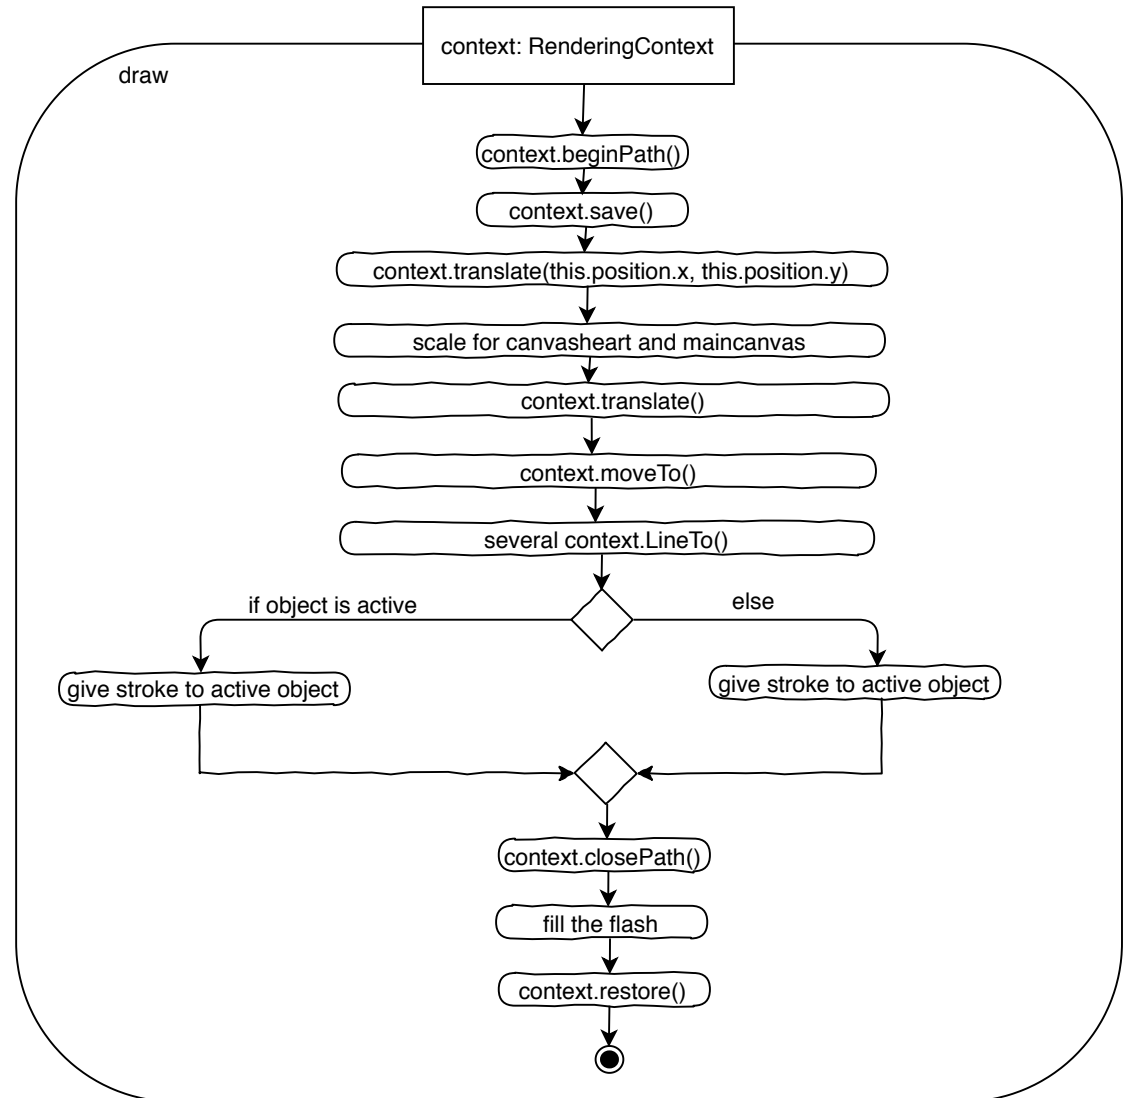 context: RenderingContext
draw
context.beginPath()
context.save()
context.translate(this.position.x, this.position.y)
scale for canvasheart and maincanvas
context.translate()
context.moveTo()
several context.LineTo()
if object is active
else
give stroke to active object
give stroke to active object
context.closePath()
fill the flash
context.restore()